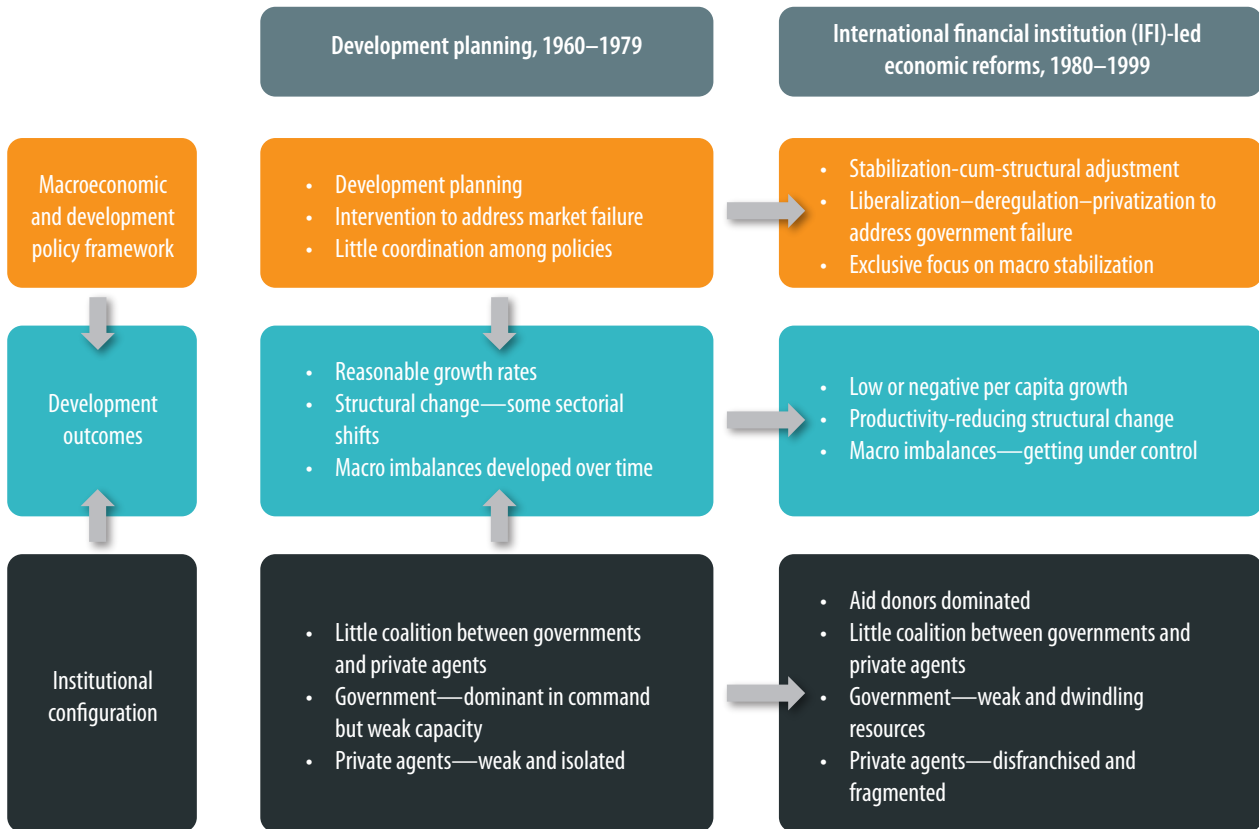 Development planning, 1960–1979
International financial institution (IFI)-led
economic reforms, 1980–1999
Macroeconomic
and development
policy framework
• Development planning
• Intervention to address market failure
• Little coordination among policies
• Stabilization-cum-structural adjustment
• Liberalization–deregulation–privatization to
address government failure
• Exclusive focus on macro stabilization
Development
outcomes
• Reasonable growth rates
• Structural change—some sectorial
shifts
• Macro imbalances developed over time
• Low or negative per capita growth
• Productivity-reducing structural change
• Macro imbalances—getting under control
Institutional
configuration
• Little coalition between governments
and private agents
• Government—dominant in command
but weak capacity
• Private agents—weak and isolated
• Aid donors dominated
• Little coalition between governments and
private agents
• Government—weak and dwindling
resources
• Private agents—disfranchised and
fragmented